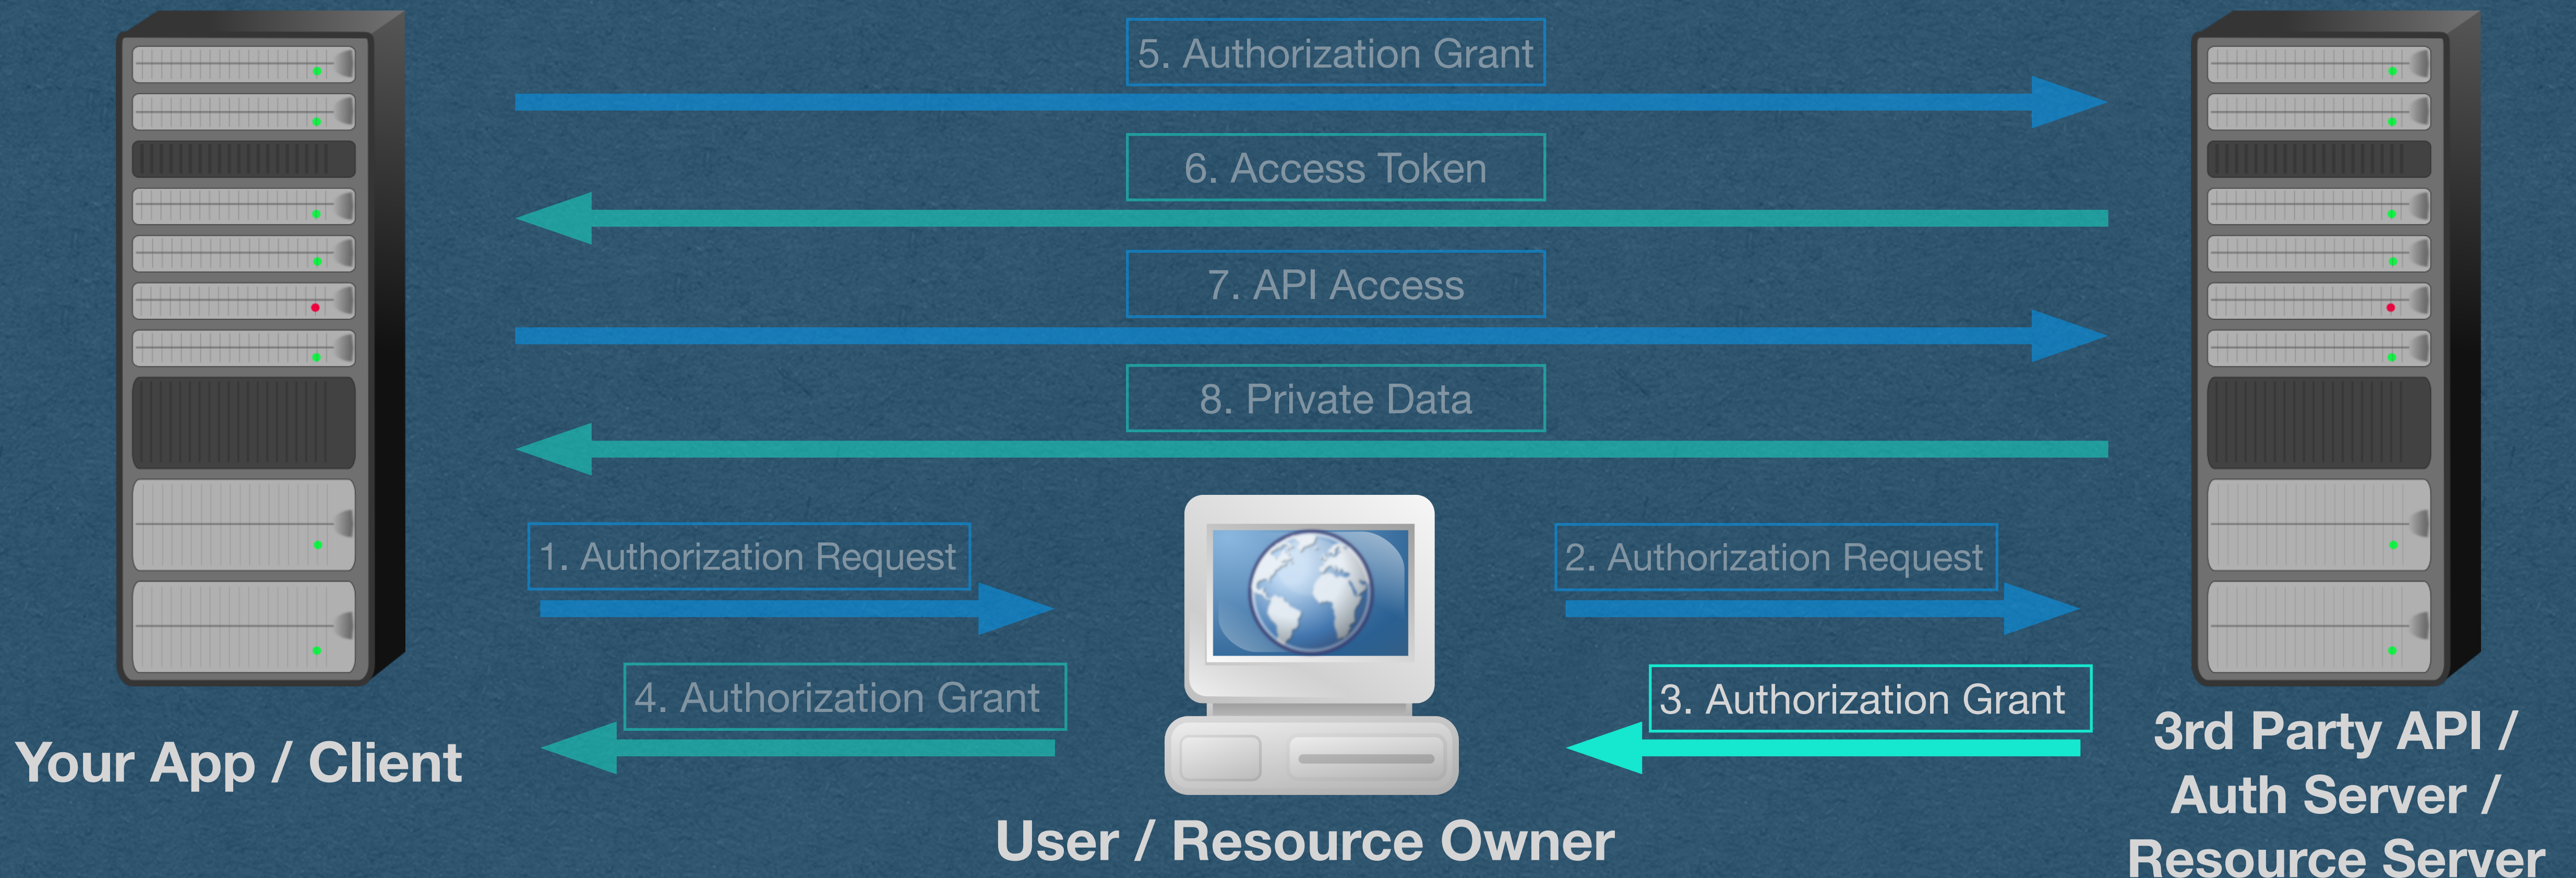 5. Authorization Grant
6. Access Token
7. API Access
8. Private Data
1. Authorization Request
2. Authorization Request
4. Authorization Grant
3. Authorization Grant
Your App / Client
User / Resource Owner
3rd Party API /
Auth Server /
Resource Server